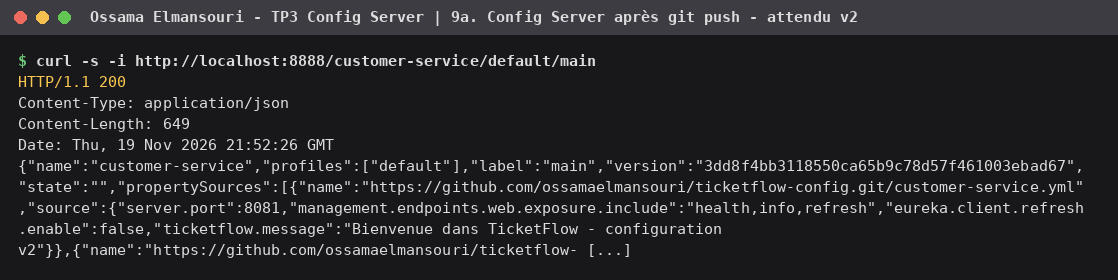 Ossama Elmansouri - TP3 Config Server | 9a. Config Server après git push - attendu v2
$ curl -s -i http://localhost:8888/customer-service/default/main
HTTP/1.1 200
Content-Type: application/json
Content-Length: 649
Date: Thu, 19 Nov 2026 21:52:26 GMT
{"name":"customer-service","profiles":["default"],"label":"main","version":"3dd8f4bb3118550ca65b9c78d57f461003ebad67",
"state":"","propertySources":[{"name":"https://github.com/ossamaelmansouri/ticketflow-config.git/customer-service.yml"
,"source":{"server.port":8081,"management.endpoints.web.exposure.include":"health,info,refresh","eureka.client.refresh
.enable":false,"ticketflow.message":"Bienvenue dans TicketFlow - configuration
v2"}},{"name":"https://github.com/ossamaelmansouri/ticketflow- [...]